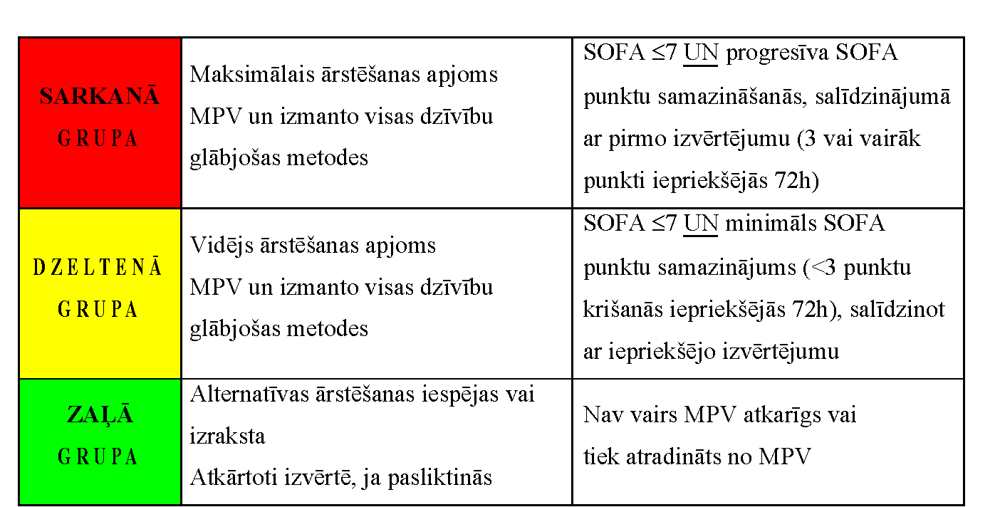 SARKANĀ
GRUPA
Maksimālais ārstēšanas apjoms
MPV un izmanto visas dzīvību
glābjošas metodes
SOFA ≤7 UN progresīva SOFA
punktu samazināšanās, salīdzinājumā
ar pirmo izvērtējumu (3 vai vairāk
punkti iepriekšējās 72h)
DZELTENĀ
GRUPA
Vidējs ārstēšanas apjoms
MPV un izmanto visas dzīvību
glābjošas metodes
SOFA ≤7 UN minimāls SOFA
punktu samazinājums (<3 punktu
krišanās iepriekšējās 72h), salīdzinot
ar iepriekšējo izvērtējumu
ZAĻĀ
GRUPA
Alternatīvas ārstēšanas iespējas vai
izraksta
Atkārtoti izvērtē, ja pasliktinās
Nav vairs MPV atkarīgs vai
tiek atradināts no MPV